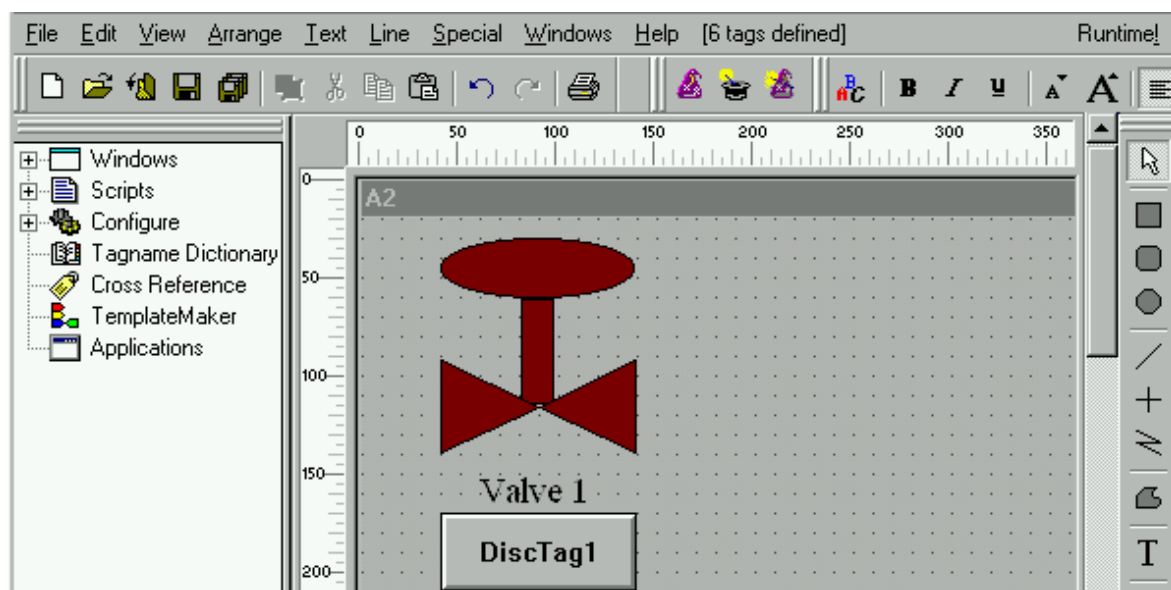 File Edit View Arrange Text Line Special Windows Help [6 tags defined] Runtime!
ABC B I U A A
0 50 100 150 200 250 300 350
Windows
Scripts
Configure
Tagname Dictionary
Cross Reference
TemplateMaker
Applications
0
A2
50
100
150
Valve 1
DiscTag1
200
T